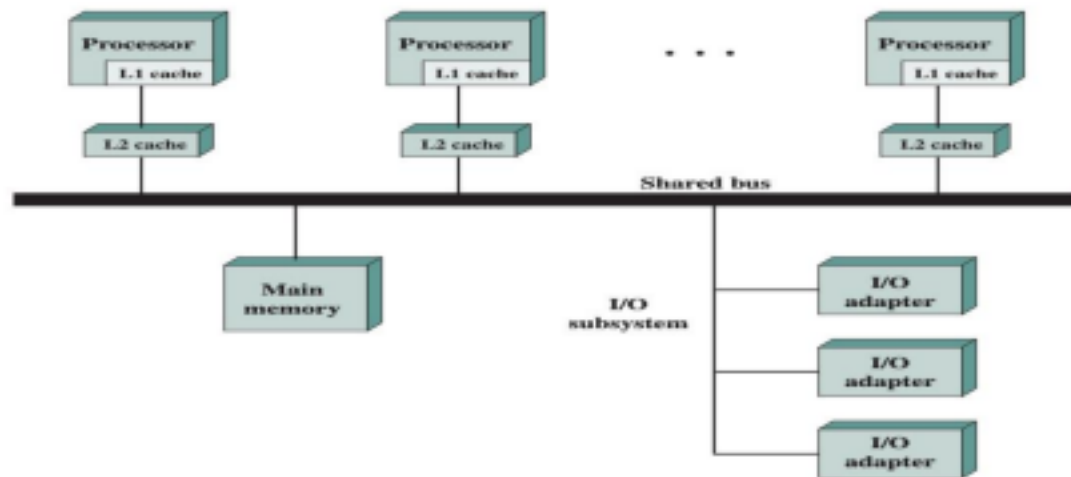 Processor
L1 cache
Processor
L1 cache
. . .
Processor
L1 cache
L2 cache
L2 cache
L2 cache
Shared bus
Main
memory
I/O
subsystem
I/O
adapter
I/O
adapter
I/O
adapter